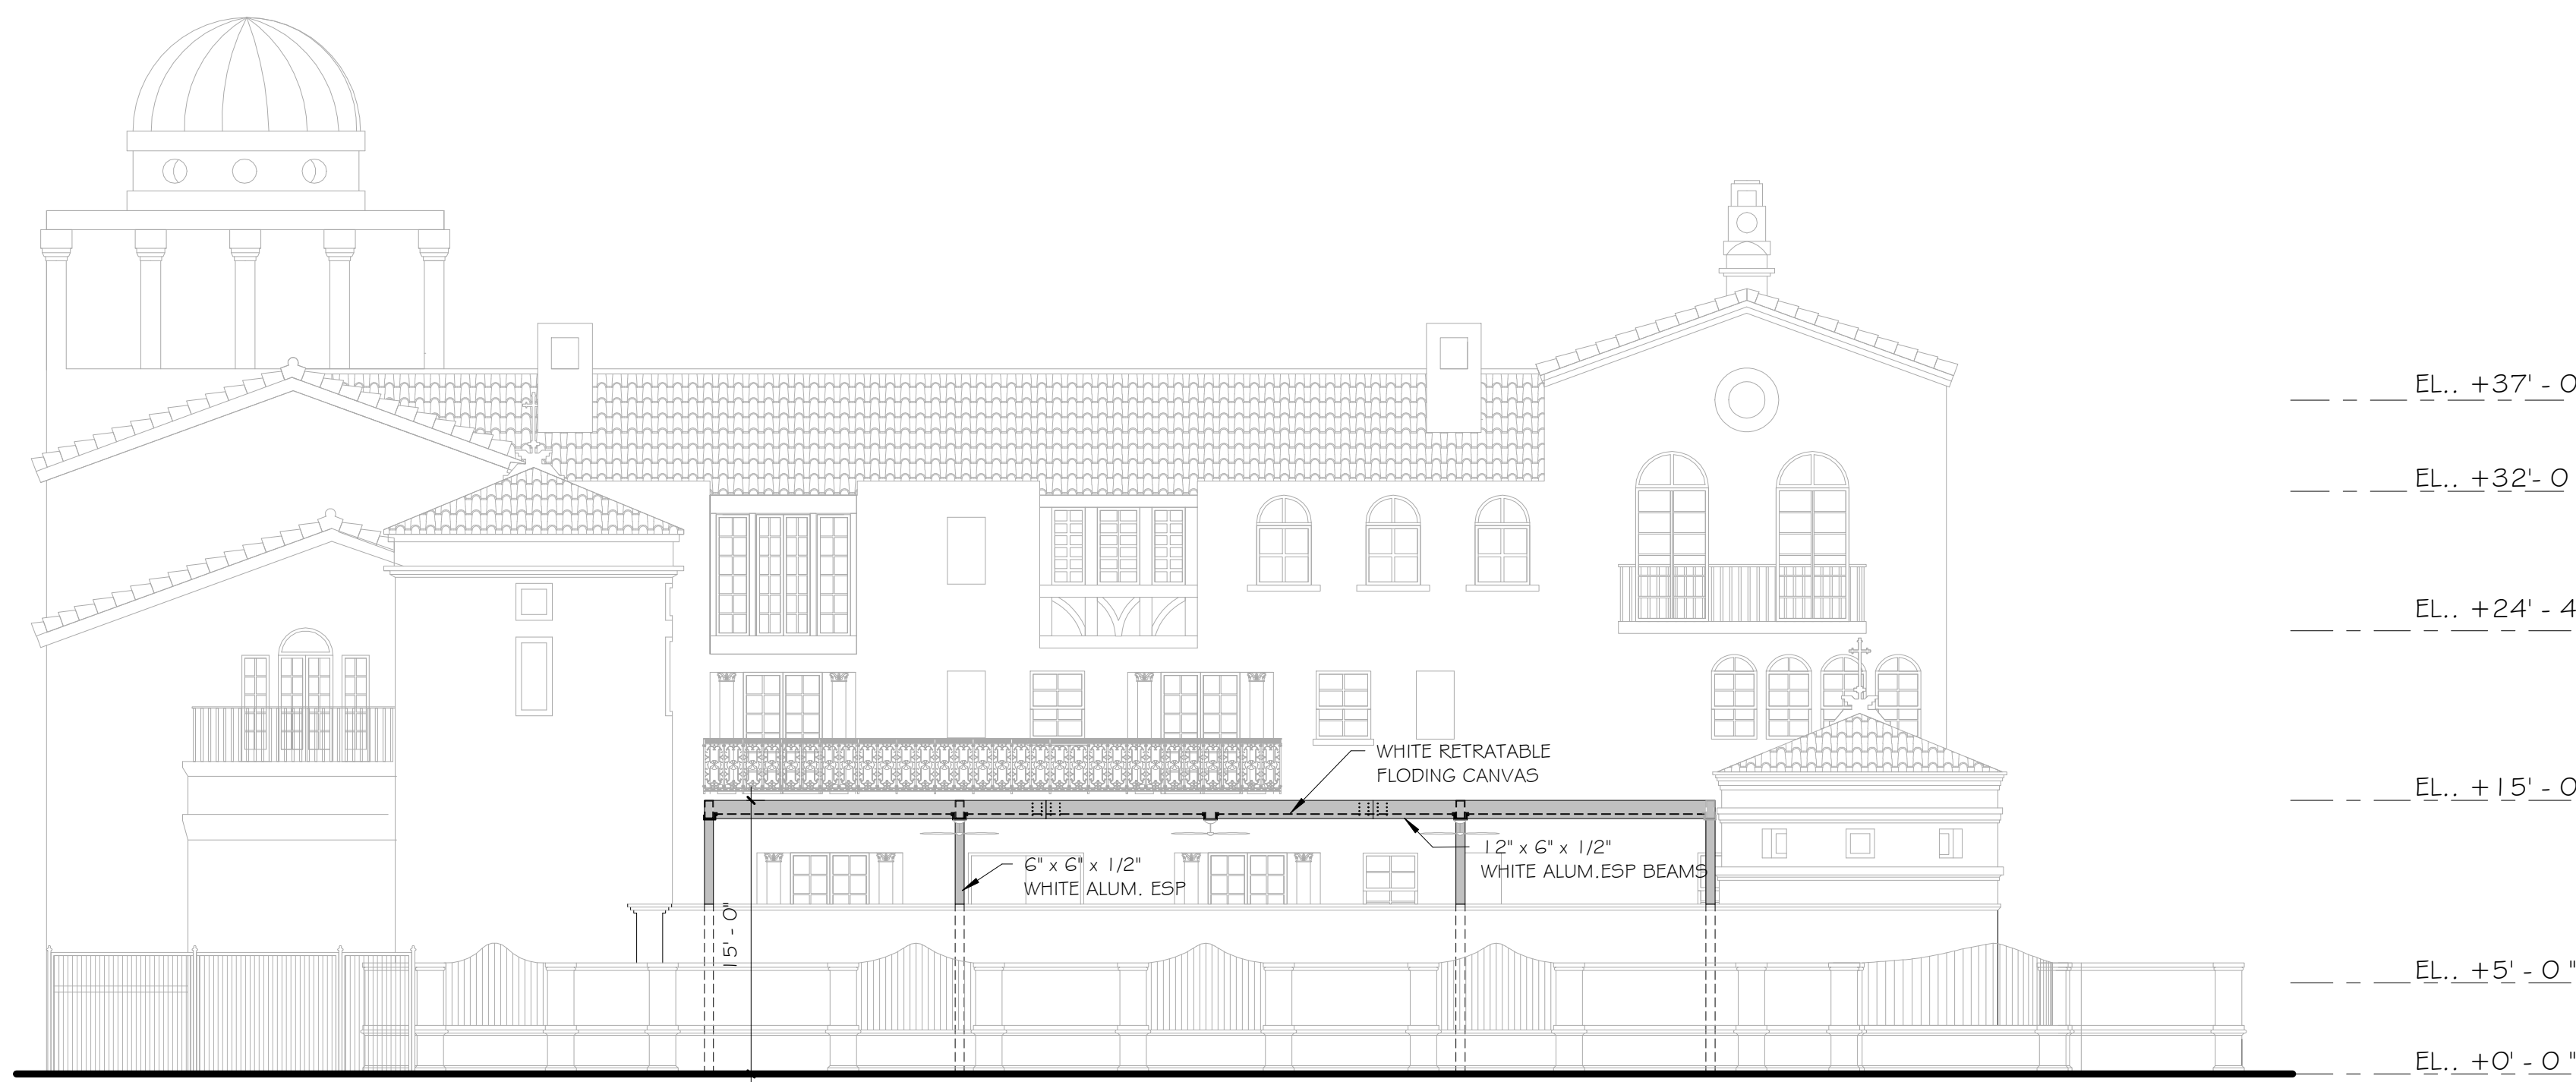 EL.. +37' - 0
EL.. +32'- 0
EL.. +24' - 4
WHITE RETRATABLE
FLODING CANVAS
EL.. +15' - 0
12" x 6" x 1/2"
WHITE ALUM.ESP BEAMS
6" x 6" x 1/2"
WHITE ALUM. ESP
15' - 0"
EL.. +5' - 0 "
EL.. +0' - 0 "